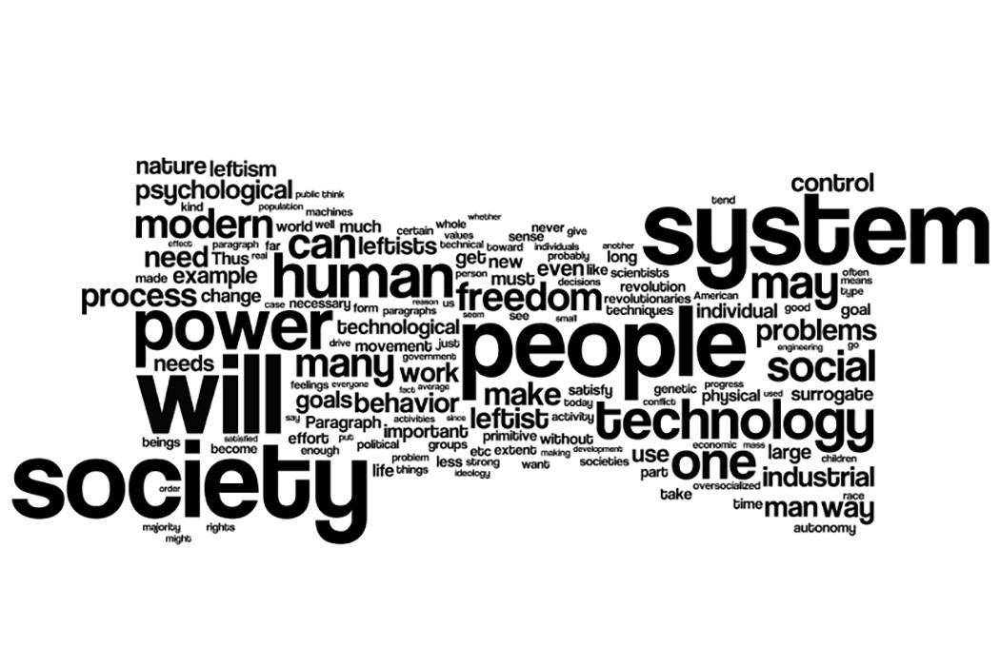 nature leftism
control
psychological public think
kind population machines
tend
system
modern world well much certain whole whether
values never give
effect paragraph far can leftists technical toward sense individuals another
need Thus real get new probably long
made example human person must even like scientists
may often means type
process change case necessary reason us freedom decisions revolution
form paragraphs seem see small revolutionaries American
techniques individual good goal
power technological people problems
drive movement just engineering go
needs many government work social
will feelings everyone fact average make satisfy genetic progress physical used surrogate
goals behavior today conflict
say Paragraph activities since leftist activity technology
important primitive without
beings satisfied become effort put political groups etc extent making development economic mass large children
enough problem less strong want societies use
society life things ideology part one industrial
order oversocialized
take race
time man way
majority rights
might autonomy